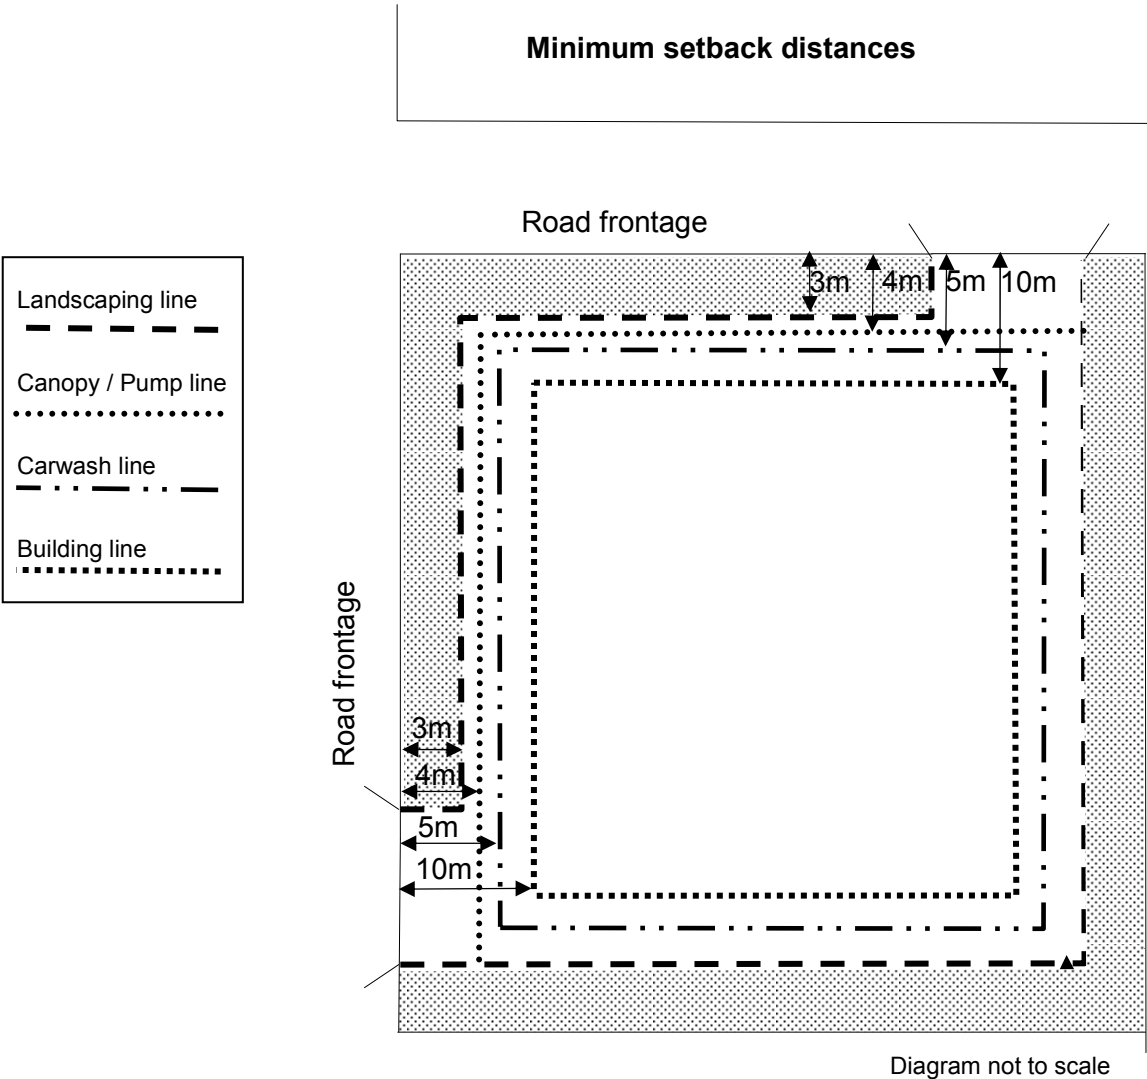 Minimum setback distances
Road frontage
3m
4m
5m
10m
Landscaping line
Canopy / Pump line
Carwash line
Building line
Road frontage
3m
4m
5m
10m
Diagram not to scale